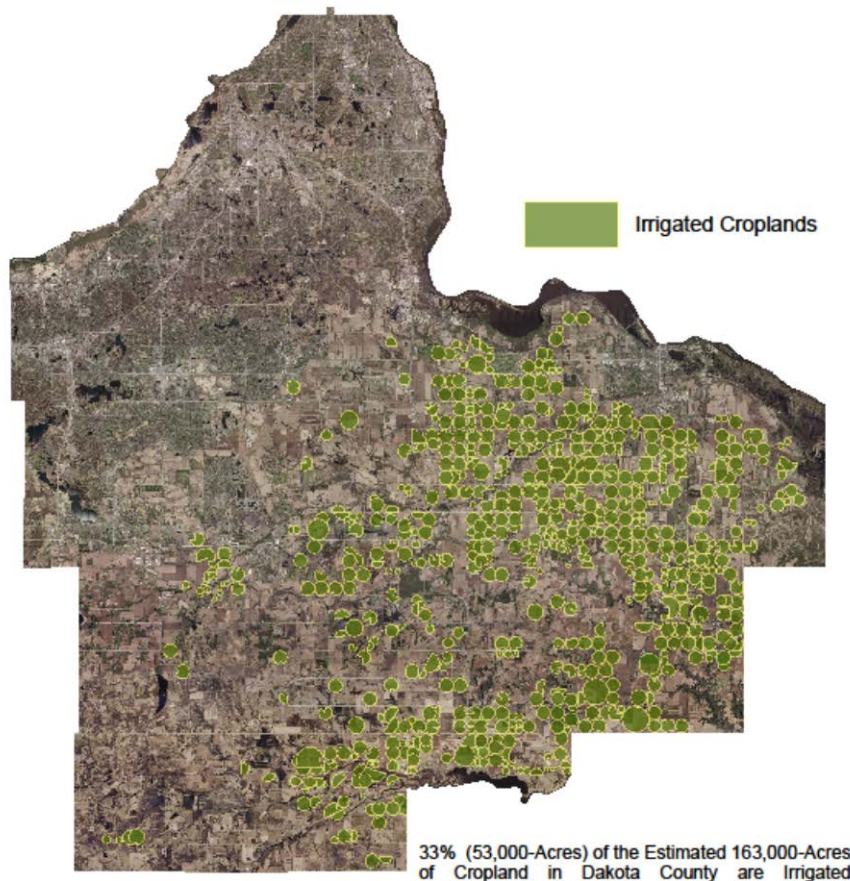 Irrigated Croplands
33% (53,000-Acres) of the Estimated 163,000-Acres
of Cropland in Dakota County are Irrigated